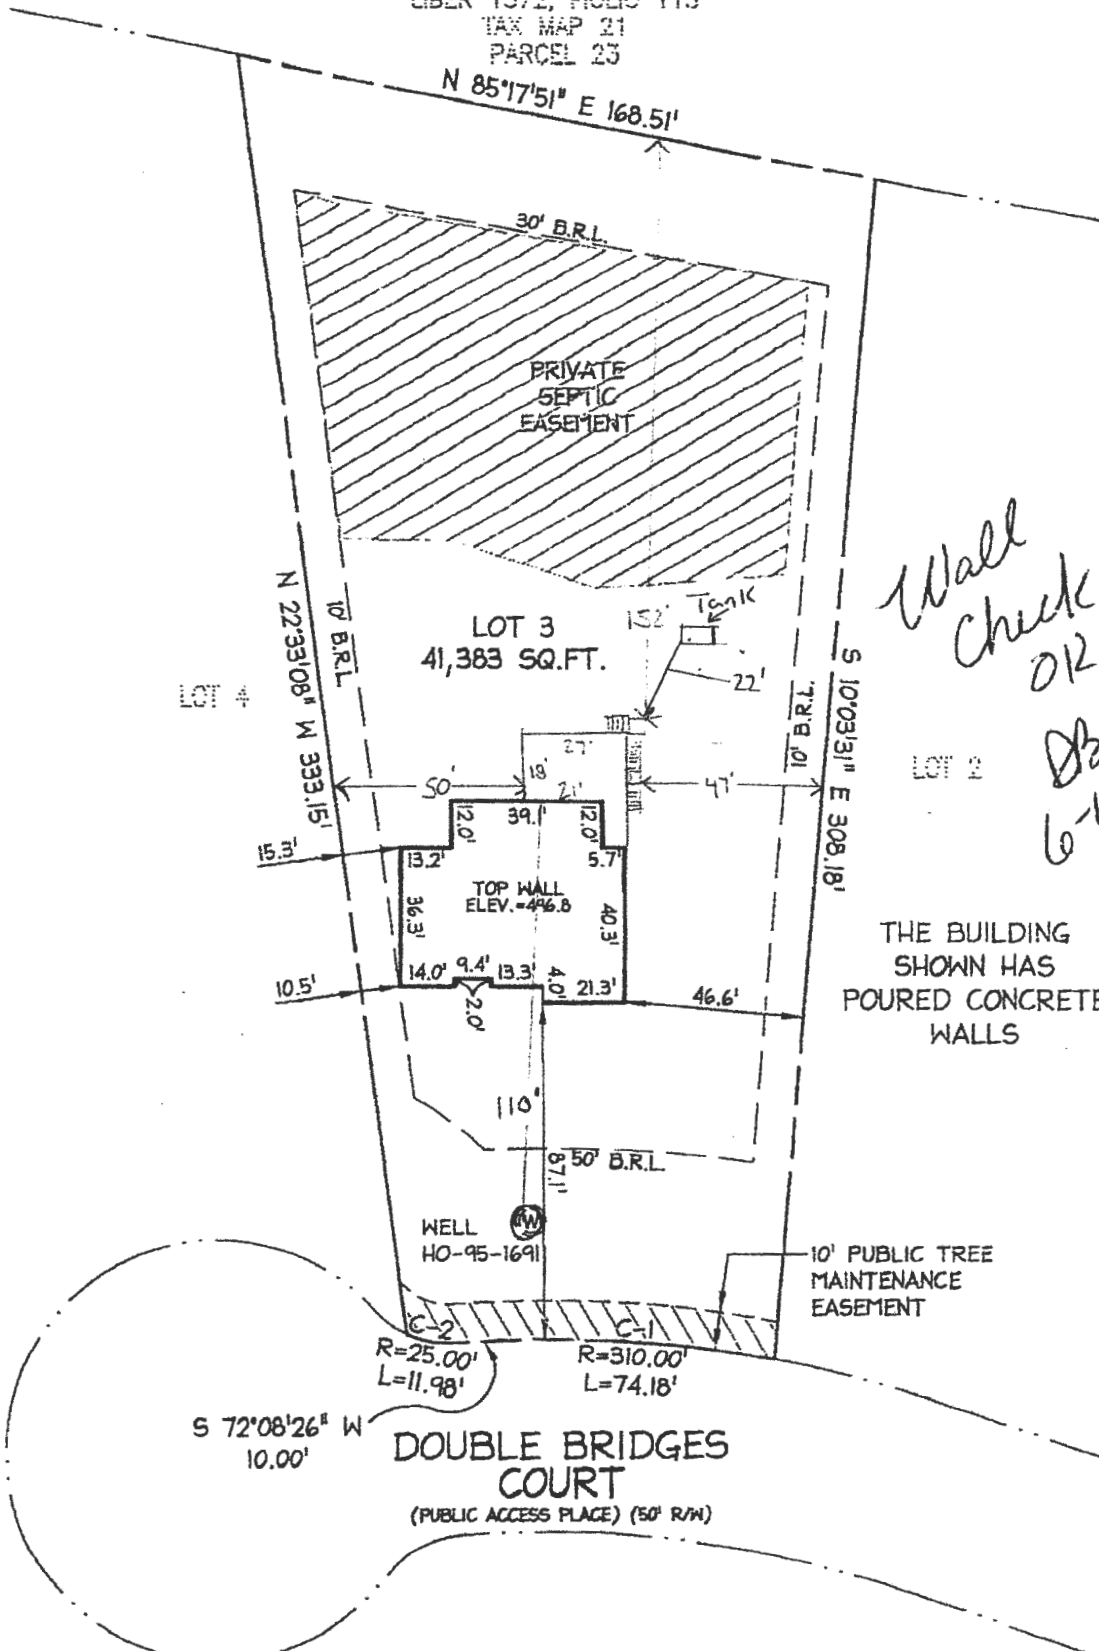 TAX MAP 21
PARCEL 23
N 85°17'51" E 168.51'
30' B.R.L.
PRIVATE
SEPTIC
EASEMENT
Wall
Check
OK
LOT 3
41,383 SQ.FT.
152'
Tank
22'
N 22°33'08" W 333.15'
10' B.R.L.
LOT 4
S 10°03'31" E 308.18'
10' B.R.L.
LOT 2
27'
18'
21'
50'
47'
12.0'
39.1'
12.0'
15.3'
13.2'
5.7'
TOP WALL
ELEV.=496.8
36.3'
40.3'
14.0'
9.4'
13.3'
4.0'
21.3'
2.0'
10.5'
46.6'
THE BUILDING
SHOWN HAS
POURED CONCRETE
WALLS
110'
87.1'
50' B.R.L.
WELL
HO-95-1691
W
10' PUBLIC TREE
MAINTENANCE
EASEMENT
C-2
R=25.00'
L=11.98'
C-1
R=310.00'
L=74.18'
S 72°08'26" W
10.00'
DOUBLE BRIDGES
COURT
(PUBLIC ACCESS PLACE) (50' R/W)